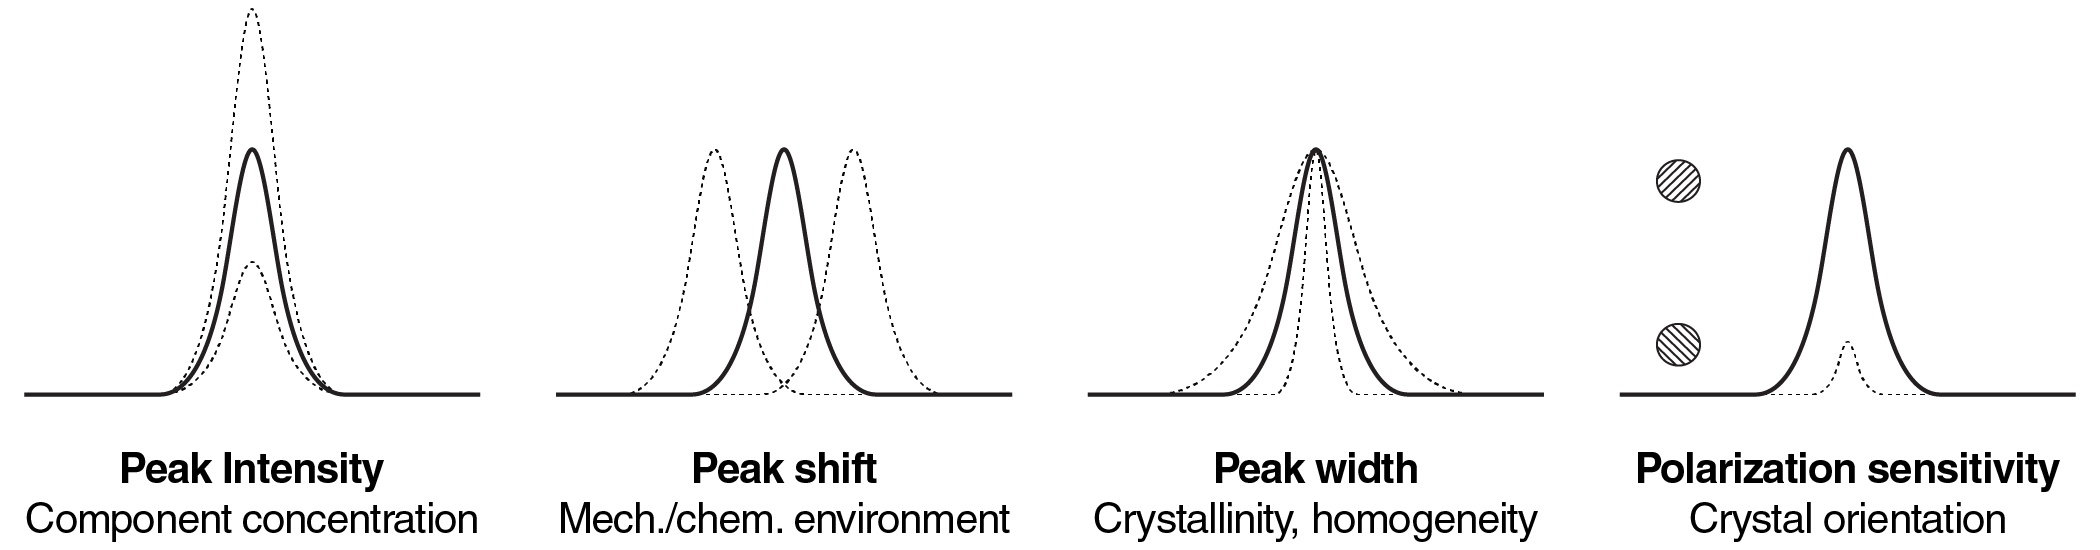 Peak Intensity
Component concentration
Peak shift
Mech./chem. environment
Peak width
Crystallinity, homogeneity
Polarization sensitivity
Crystal orientation